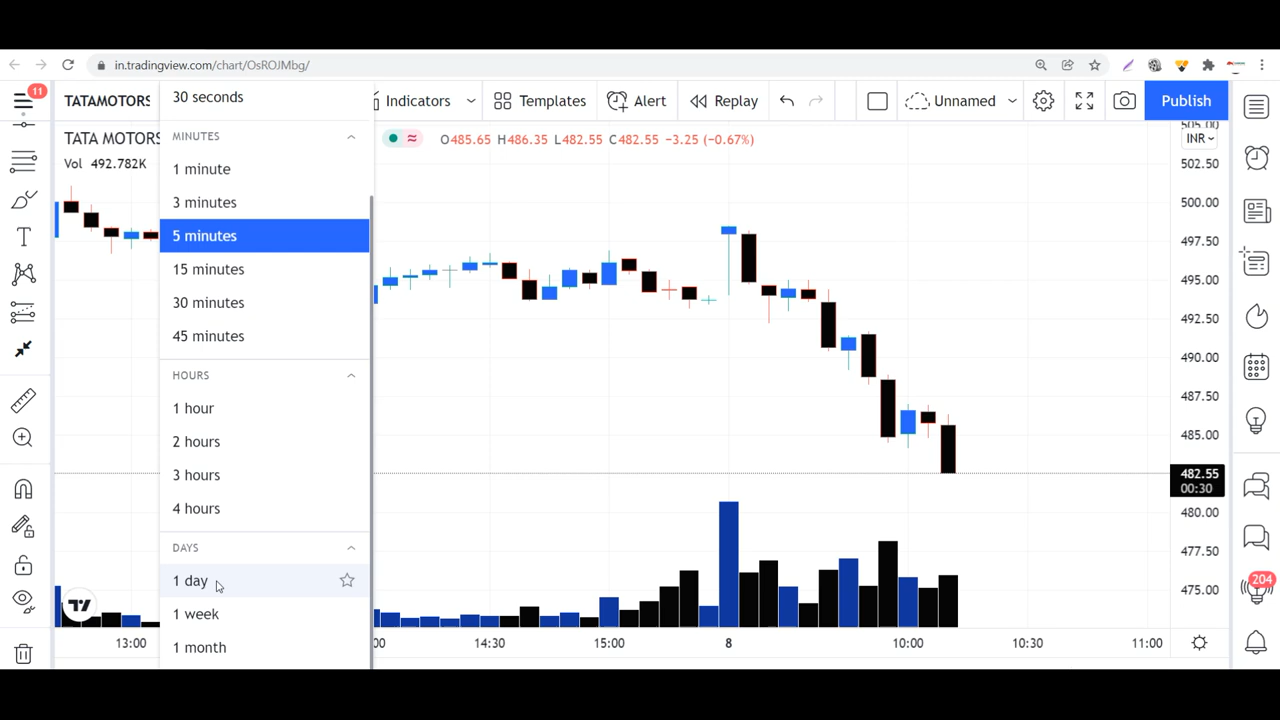 in.tradingview.com/chart/OsROJMbg/
11
TATAMOTORS
30 seconds
Indicators
Templates
Alert
Replay
Unnamed
Publish
TATA MOTORS
MINUTES
O485.65 H486.35 L482.55 C482.55 -3.25 (-0.67%)
505.00
INR
Vol 492.782K
1 minute
3 minutes
5 minutes
15 minutes
30 minutes
45 minutes
HOURS
1 hour
2 hours
3 hours
4 hours
DAYS
1 day
1 week
1 month
502.50
500.00
497.50
495.00
492.50
490.00
487.50
485.00
482.55
00:30
480.00
477.50
475.00
204
13:00
00
14:30
15:00
8
10:00
10:30
11:00